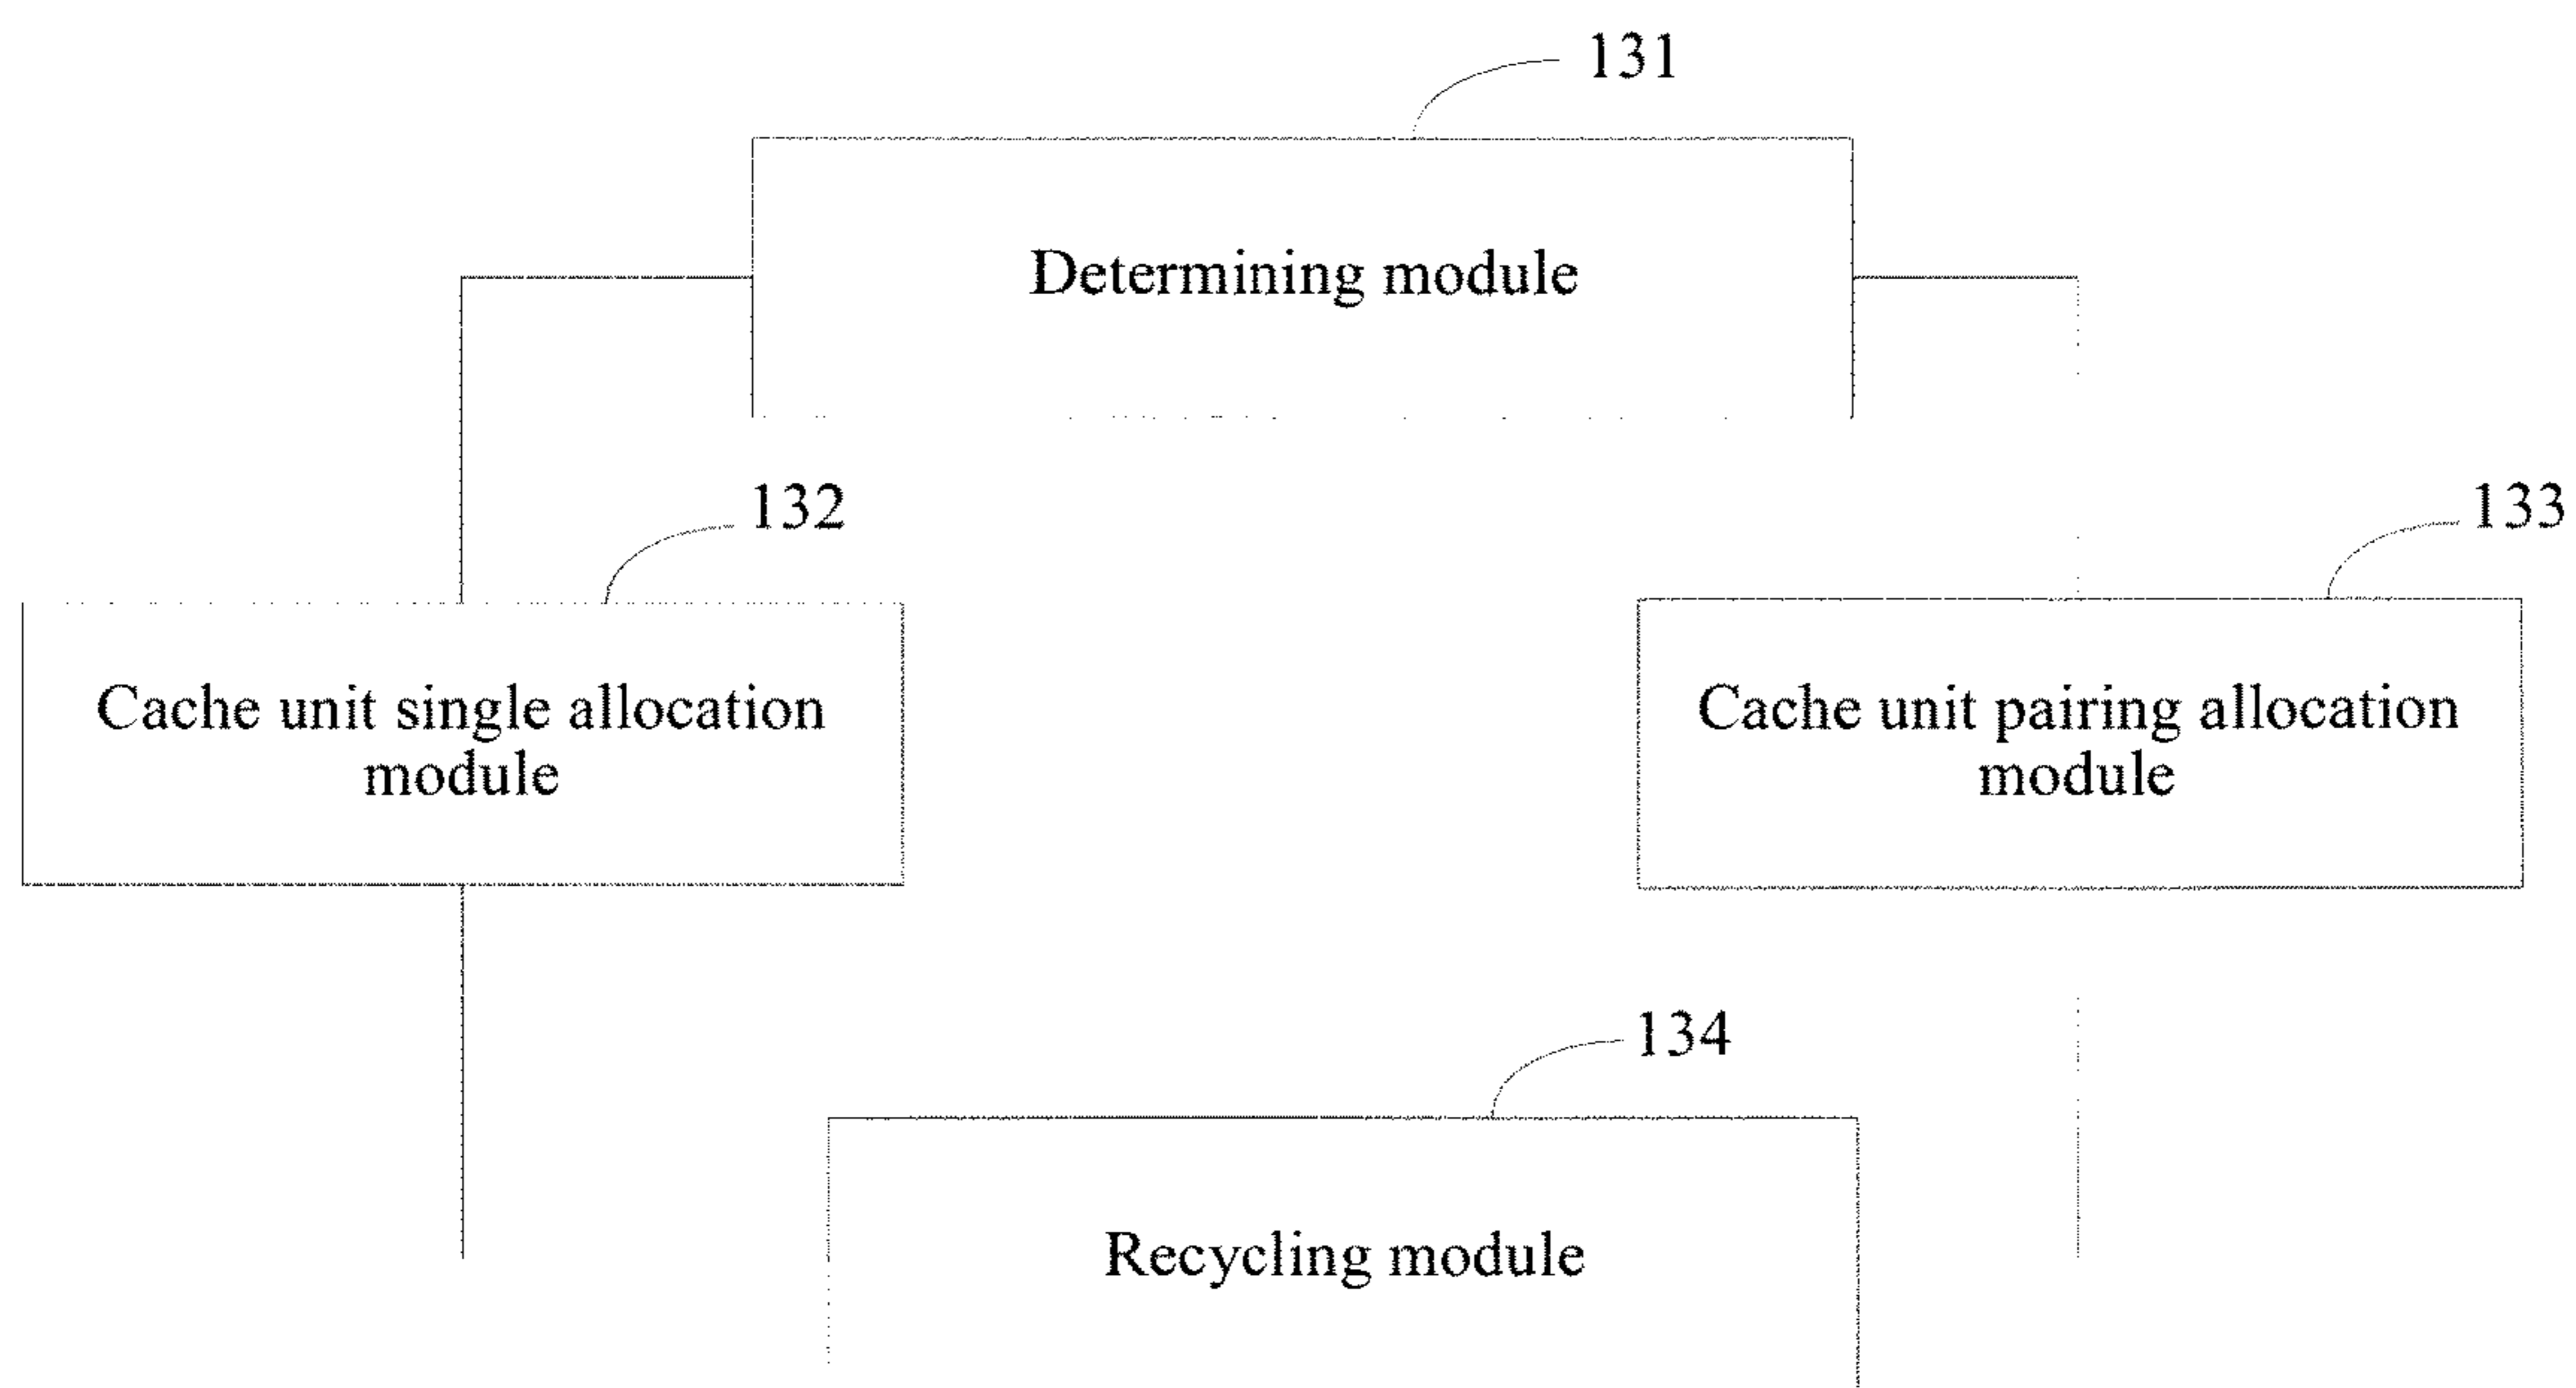 131
Determining module
132
133
Cache unit single allocation
module
Cache unit pairing allocation
module
134
Recycling module